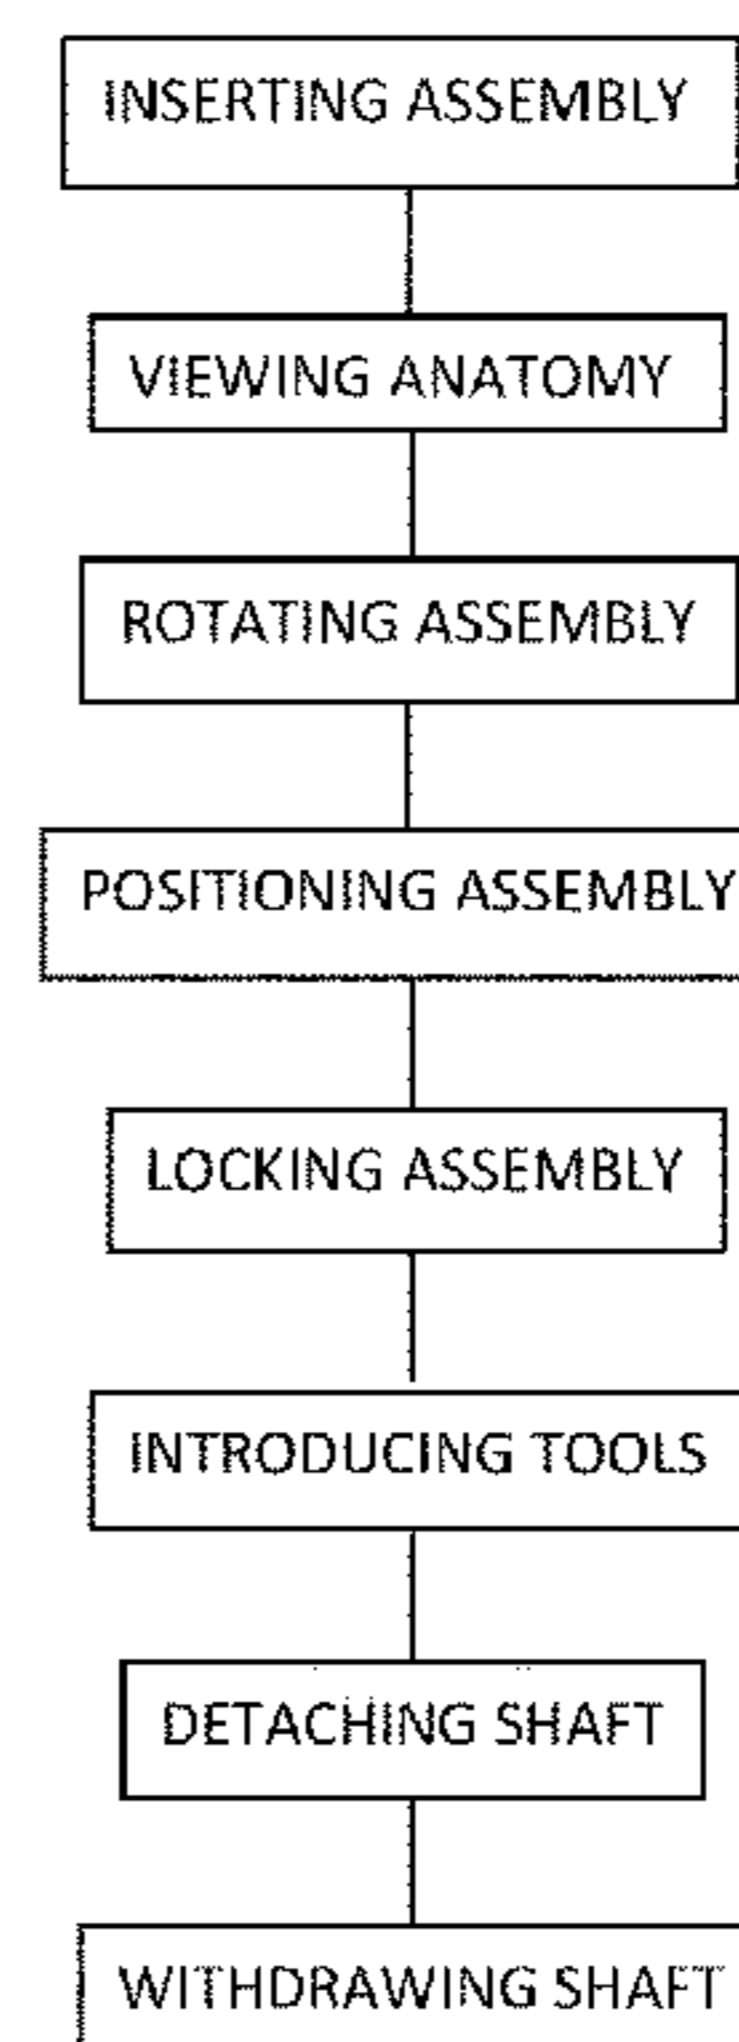 INSERTING ASSEMBLY
VIEWING ANATOMY
ROTATING ASSEMBLY
POSITIONING ASSEMBLY
LOCKING ASSEMBLY
INTRODUCING TOOLS
DETACHING SHAFT
WITHDRAWING SHAFT